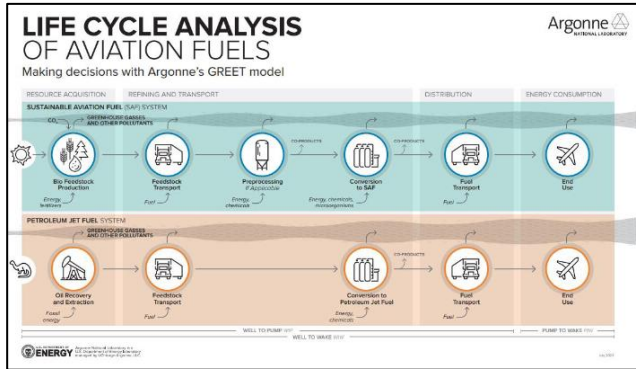 LIFE CYCLE ANALYSIS
OF AVIATION FUELS
Making decisions with Argonne's GREET model
Argonne
NATIONAL LABORATORY
RESOURCE ACQUISITION
REFINING AND TRANSPORT
DISTRIBUTION
ENERGY CONSUMPTION
SUSTAINABLE AVIATION FUEL (SAF) SYSTEM
CO₂
GREENHOUSE GASSES
AND OTHER POLLUTANTS
CO-PRODUCTS
CO-PRODUCTS
Bio Feedstock
Production
Feedstock
Transport
Preprocessing
If Applicable
Conversion
to SAF
Fuel
Transport
End
Use
Energy,
fertilizers
Fuel
Energy,
chemicals
Energy, chemicals,
microorganisms
Fuel
PETROLEUM JET FUEL SYSTEM
GREENHOUSE GASSES
AND OTHER POLLUTANTS
CO-PRODUCTS
Oil Recovery
and Extraction
Feedstock
Transport
Conversion to
Petroleum Jet Fuel
Fuel
Transport
End
Use
Fossil
energy
Fuel
Energy,
chemicals
Fuel
WELL TO PUMP
PUMP TO WAKE
WELL TO WAKE
ENERGY